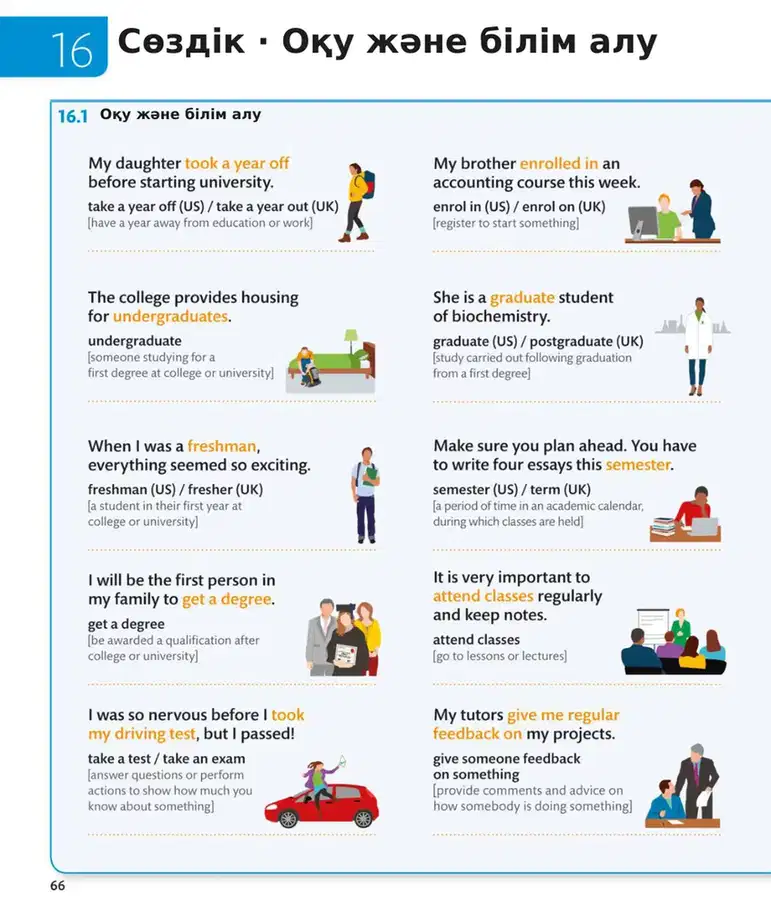 16
Сөздік · Оқу және білім алу
16.1 Оқу және білім алу
My daughter took a year off
before starting university.
take a year off (US) / take a year out (UK)
[have a year away from education or work]
My brother enrolled in an
accounting course this week.
enrol in (US) / enrol on (UK)
[register to start something]
The college provides housing
for undergraduates.
undergraduate
[someone studying for a
first degree at college or university]
She is a graduate student
of biochemistry.
graduate (US) / postgraduate (UK)
[study carried out following graduation
from a first degree]
When I was a freshman,
everything seemed so exciting.
freshman (US) / fresher (UK)
[a student in their first year at
college or university]
Make sure you plan ahead. You have
to write four essays this semester.
semester (US) / term (UK)
[a period of time in an academic calendar,
during which classes are held]
I will be the first person in
my family to get a degree.
get a degree
[be awarded a qualification after
college or university]
It is very important to
attend classes regularly
and keep notes.
attend classes
[go to lessons or lectures]
I was so nervous before I took
my driving test, but I passed!
take a test / take an exam
[answer questions or perform
actions to show how much you
know about something]
My tutors give me regular
feedback on my projects.
give someone feedback
on something
[provide comments and advice on
how somebody is doing something]
66